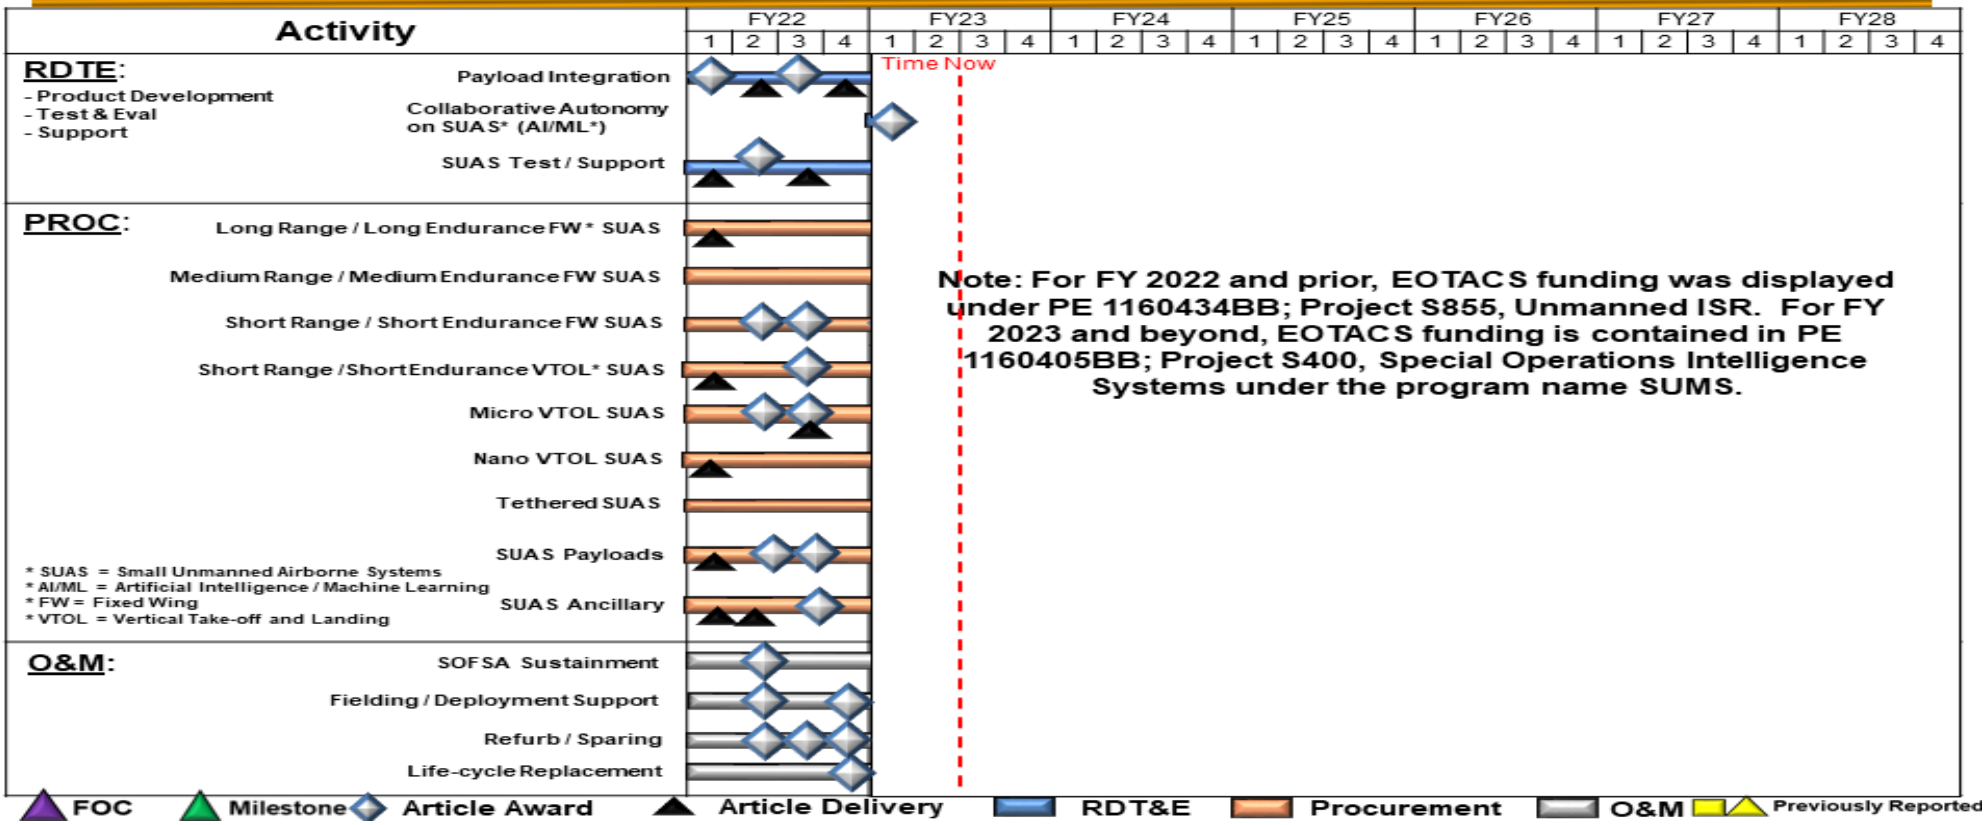 Activity
FY22 FY23 FY24 FY25 FY26 FY27 FY28
1 2 3 4 1 2 3 4 1 2 3 4 1 2 3 4 1 2 3 4 1 2 3 4 1 2 3 4
Time Now
RDTE:
- Product Development
- Test & Eval
- Support
Payload Integration
Collaborative Autonomy
on SUAS* (AI/ML*)
SUAS Test / Support
PROC:
Long Range / Long Endurance FW* SUAS
Medium Range / Medium Endurance FW SUAS
Short Range / Short Endurance FW SUAS
Short Range / Short Endurance VTOL* SUAS
Micro VTOL SUAS
Nano VTOL SUAS
Tethered SUAS
SUAS Payloads
SUAS Ancillary
* SUAS = Small Unmanned Airborne Systems
* AI/ML = Artificial Intelligence / Machine Learning
* FW = Fixed Wing
* VTOL = Vertical Take-off and Landing
Note: For FY 2022 and prior, EOTACS funding was displayed
under PE 1160434BB; Project S855, Unmanned ISR. For FY
2023 and beyond, EOTACS funding is contained in PE
1160405BB; Project S400, Special Operations Intelligence
Systems under the program name SUMS.
O&M:
SOFSA Sustainment
Fielding / Deployment Support
Refurb / Sparing
Life-cycle Replacement
FOC Milestone Article Award Article Delivery RDT&E Procurement O&M Previously Reported